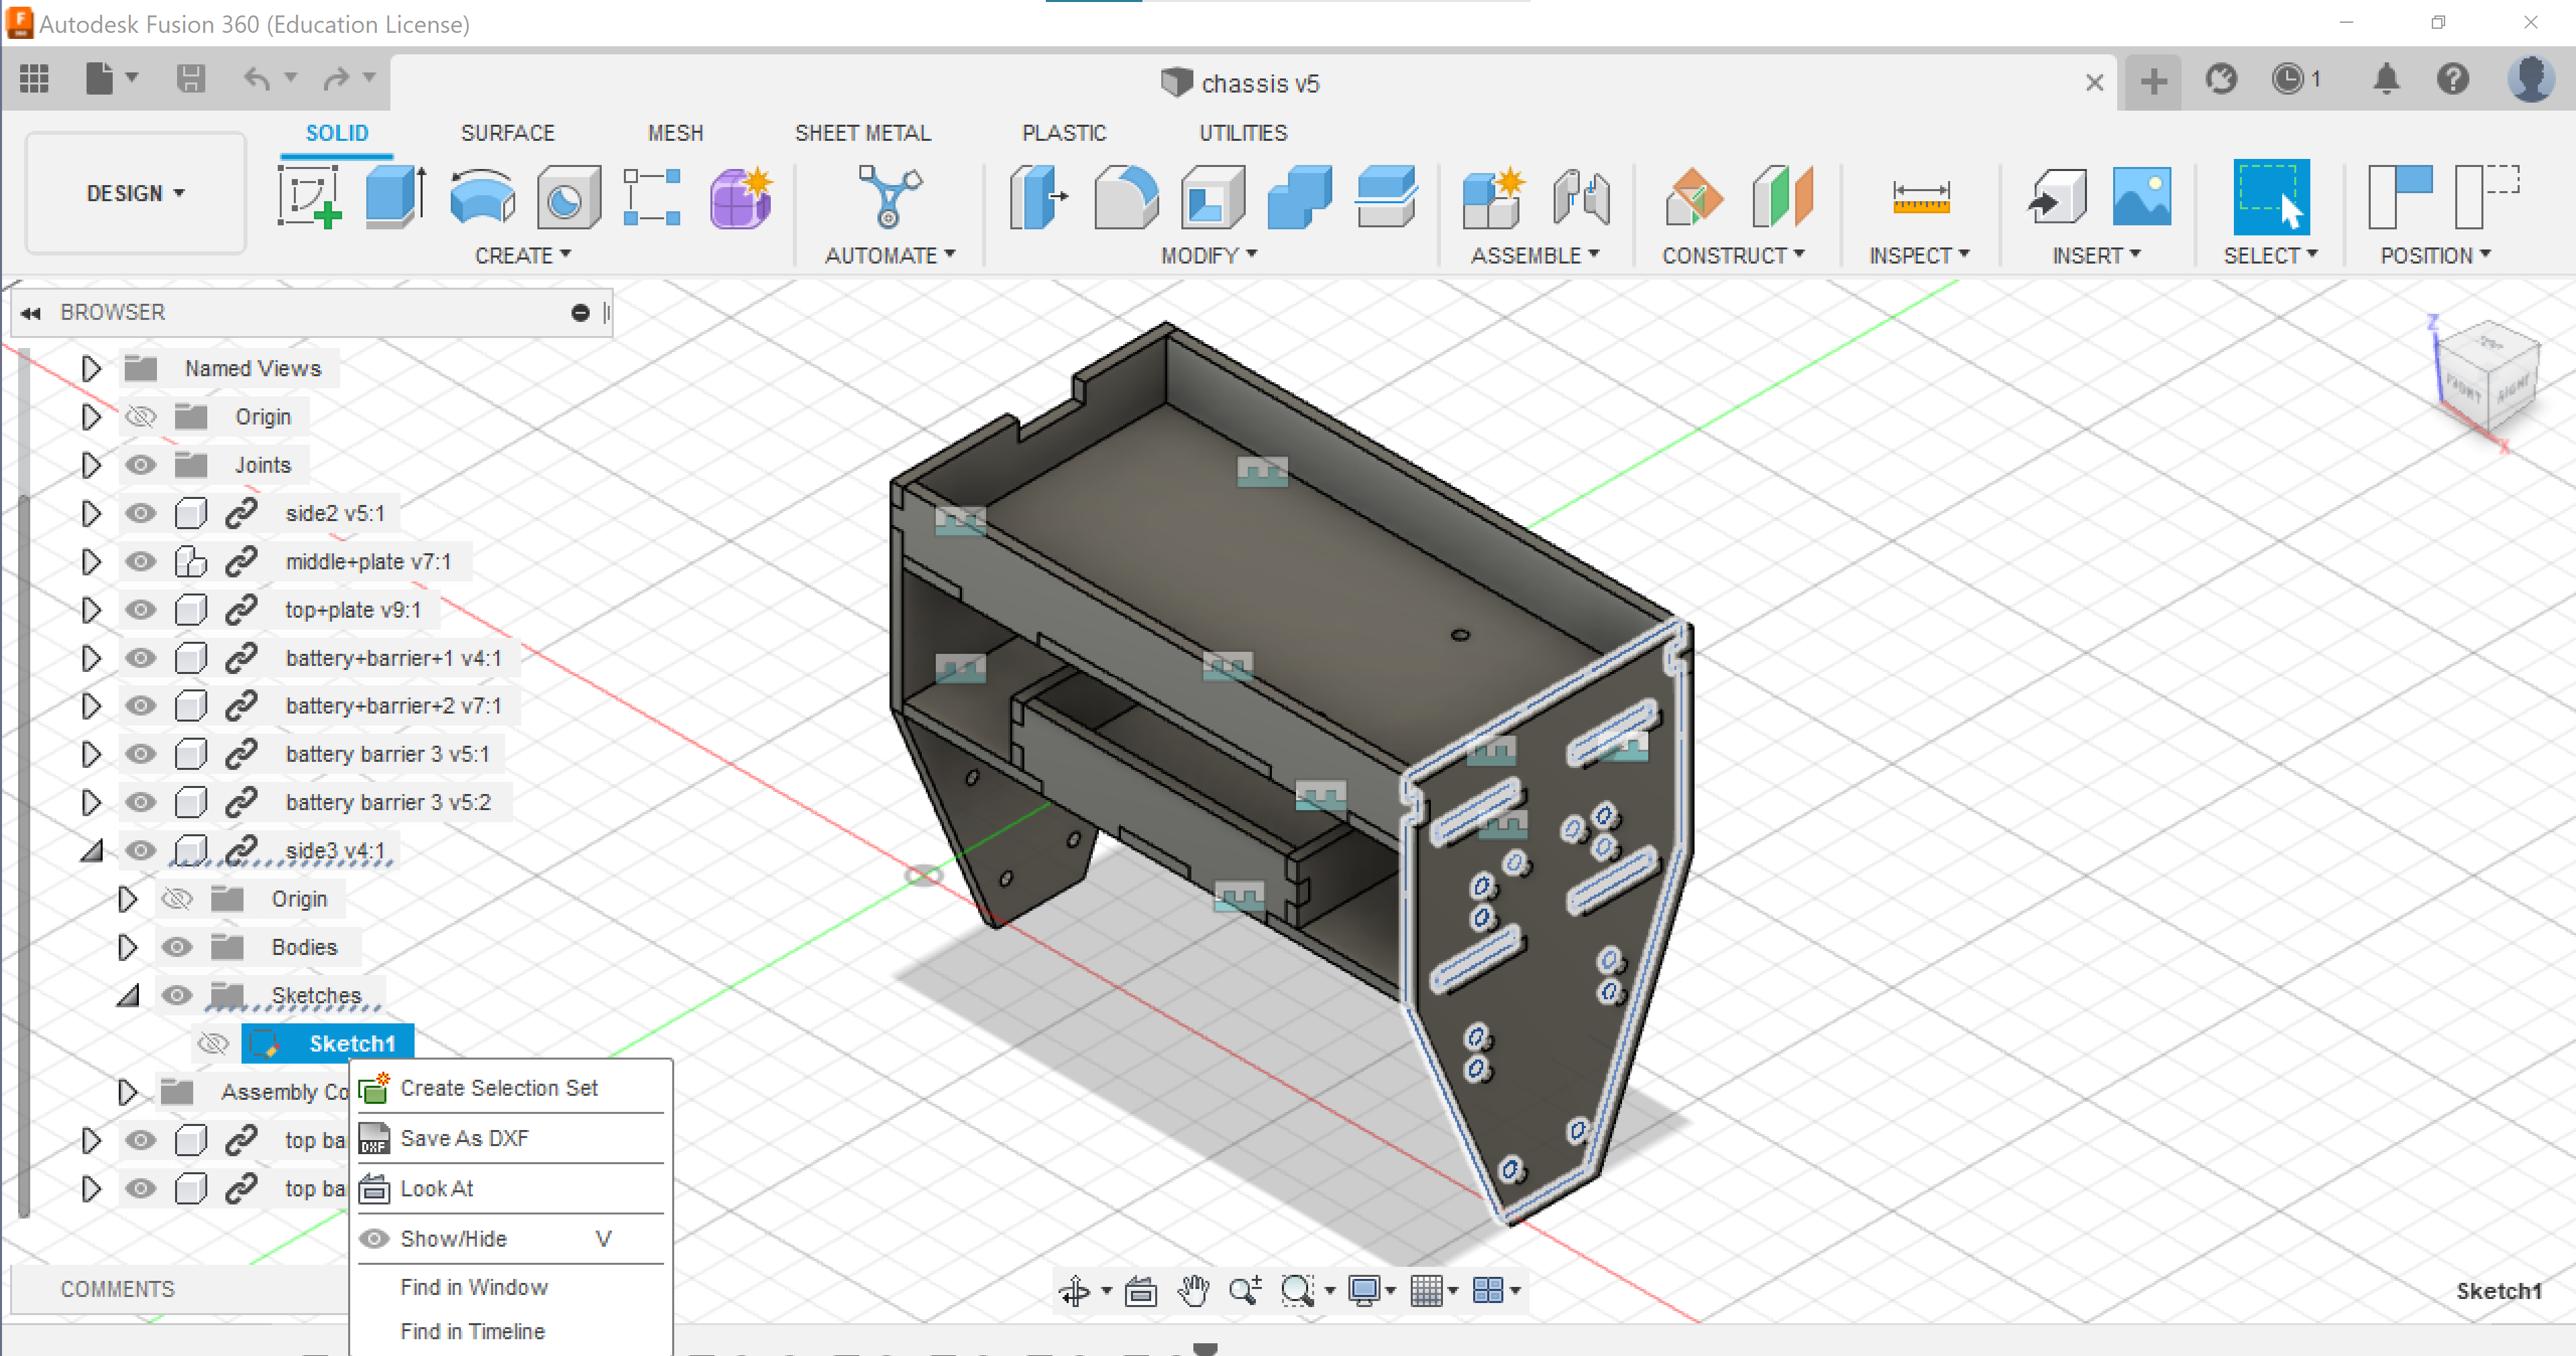 Autodesk Fusion 360 (Education License)
chassis v5
1
DESIGN
SOLID SURFACE MESH SHEET METAL PLASTIC UTILITIES
CREATE AUTOMATE MODIFY ASSEMBLE CONSTRUCT INSPECT INSERT SELECT POSITION
BROWSER
Named Views
Origin
Joints
side2 v5:1
middle+plate v7:1
top+plate v9:1
battery+barrier+1 v4:1
battery+barrier+2 v7:1
battery barrier 3 v5:1
battery barrier 3 v5:2
side3 v4:1
Origin
Bodies
Sketches
Sketch1
Assembly Co
top ba
top ba
Create Selection Set
DXF Save As DXF
Look At
Show/Hide V
Find in Window
Find in Timeline
COMMENTS
Z
FRONT RIGHT
X
Sketch1